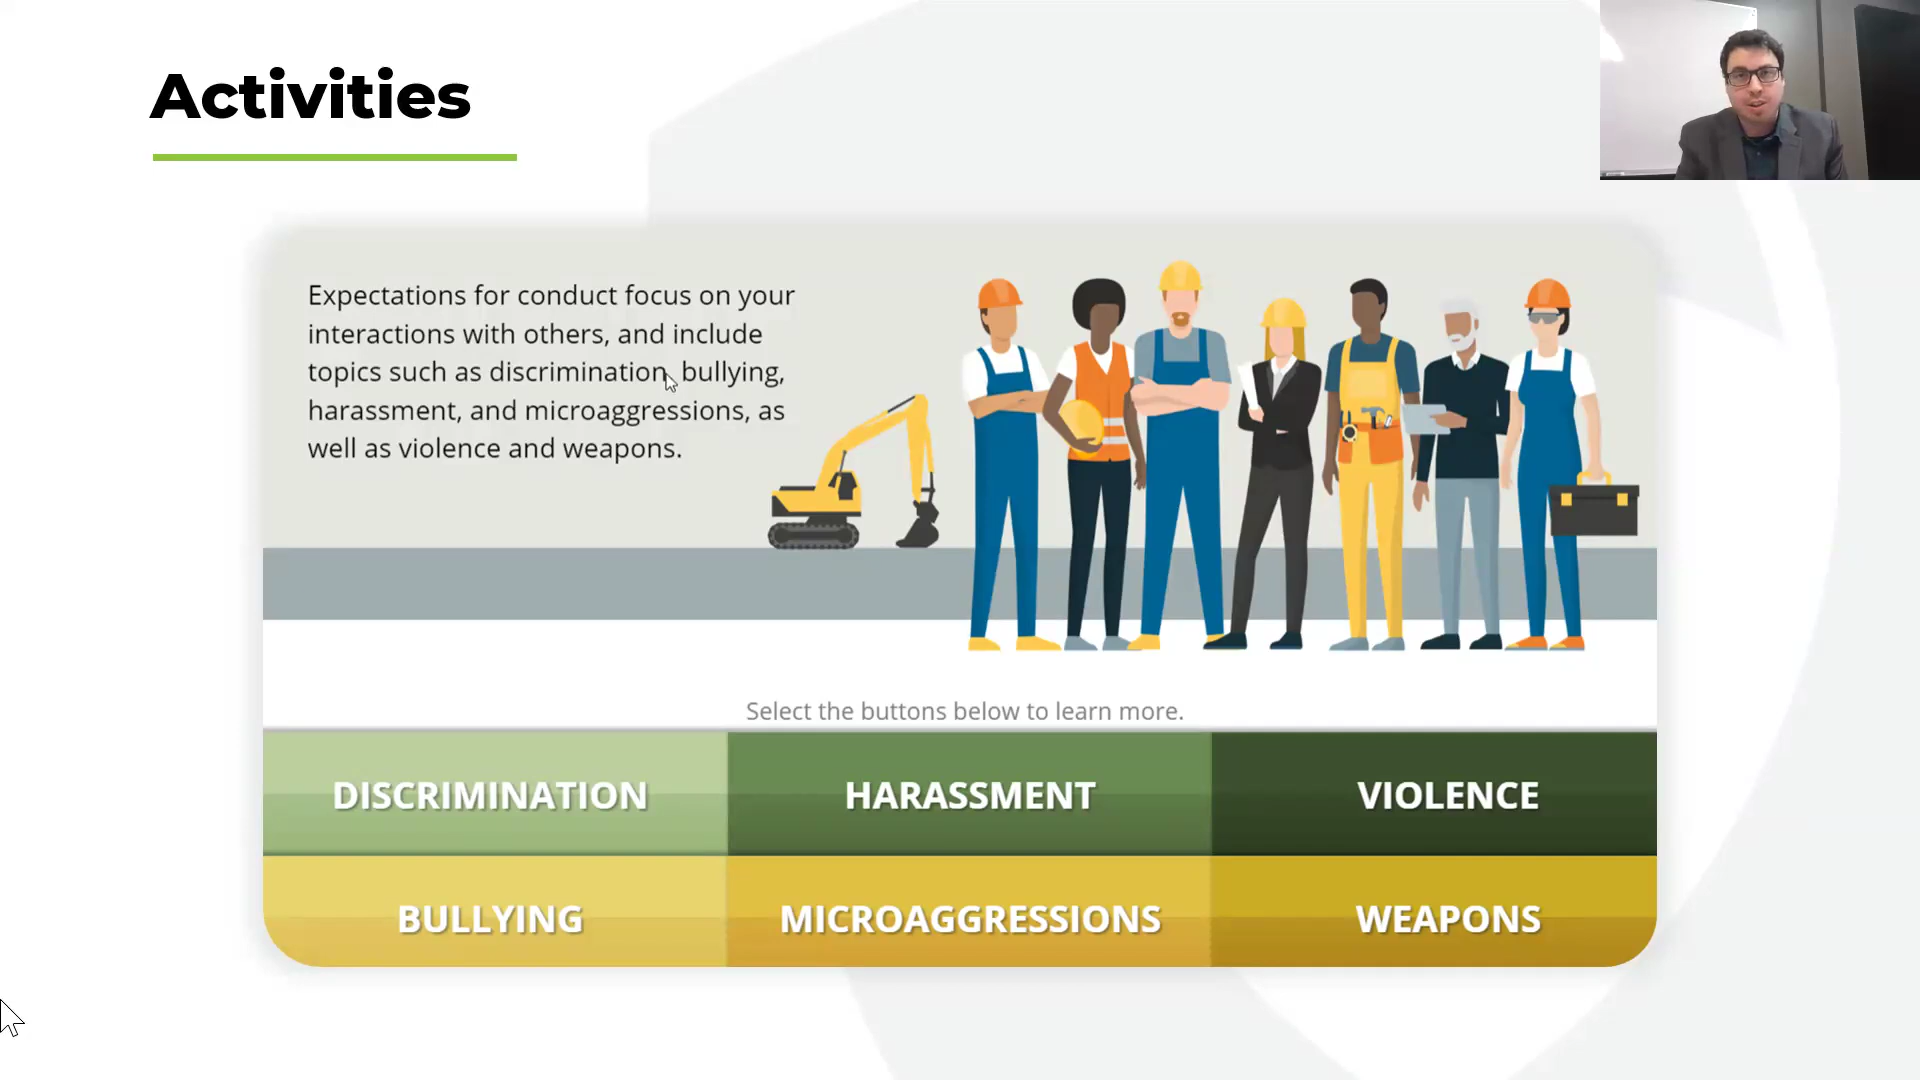 Activities
Expectations for conduct focus on your
interactions with others, and include
topics such as discrimination, bullying,
harassment, and microaggressions, as
well as violence and weapons.
Select the buttons below to learn more.
DISCRIMINATION
HARASSMENT
VIOLENCE
BULLYING
MICROAGGRESSIONS
WEAPONS